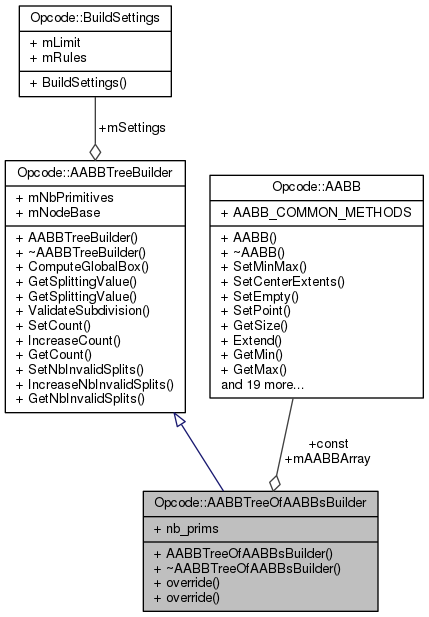 Opcode::BuildSettings
+ mLimit
+ mRules
+ BuildSettings()
+mSettings
Opcode::AABBTreeBuilder
+ mNbPrimitives
+ mNodeBase
+ AABBTreeBuilder()
+ ~AABBTreeBuilder()
+ ComputeGlobalBox()
+ GetSplittingValue()
+ GetSplittingValue()
+ ValidateSubdivision()
+ SetCount()
+ IncreaseCount()
+ GetCount()
+ SetNbInvalidSplits()
+ IncreaseNbInvalidSplits()
+ GetNbInvalidSplits()
Opcode::AABB
+ AABB_COMMON_METHODS
+ AABB()
+ ~AABB()
+ SetMinMax()
+ SetCenterExtents()
+ SetEmpty()
+ SetPoint()
+ GetSize()
+ Extend()
+ GetMin()
+ GetMax()
and 19 more...
+const
+mAABBArray
Opcode::AABBTreeOfAABBsBuilder
+ nb_prims
+ AABBTreeOfAABBsBuilder()
+ ~AABBTreeOfAABBsBuilder()
+ override()
+ override()